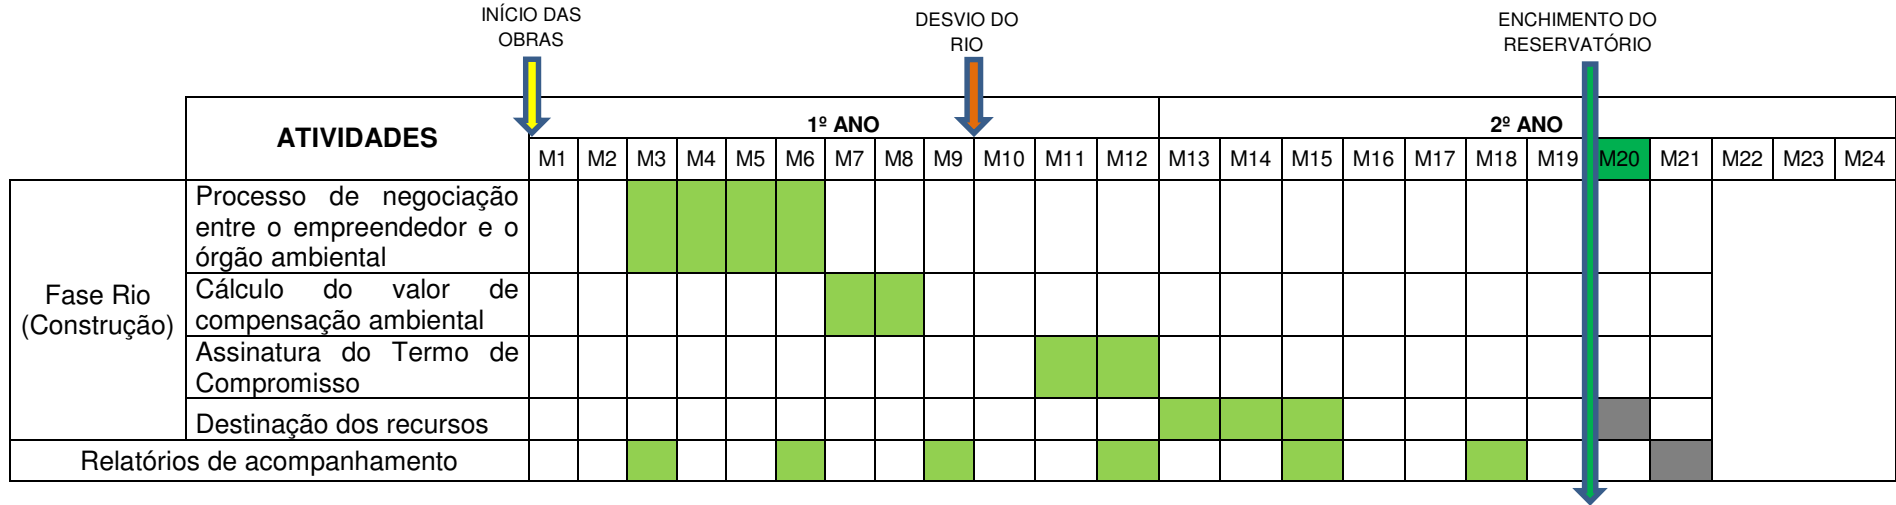 INÍCIO DAS
OBRAS
DESVIO DO
RIO
ENCHIMENTO DO
RESERVATÓRIO
ATIVIDADES
1º ANO
2º ANO
M1 M2 M3 M4 M5 M6 M7 M8 M9 M10 M11 M12 M13 M14 M15 M16 M17 M18 M19 M20 M21 M22 M23 M24
Fase Rio
(Construção)
Processo de negociação
entre o empreendedor e o
órgão ambiental
Cálculo do valor de
compensação ambiental
Assinatura do Termo de
Compromisso
Destinação dos recursos
Relatórios de acompanhamento